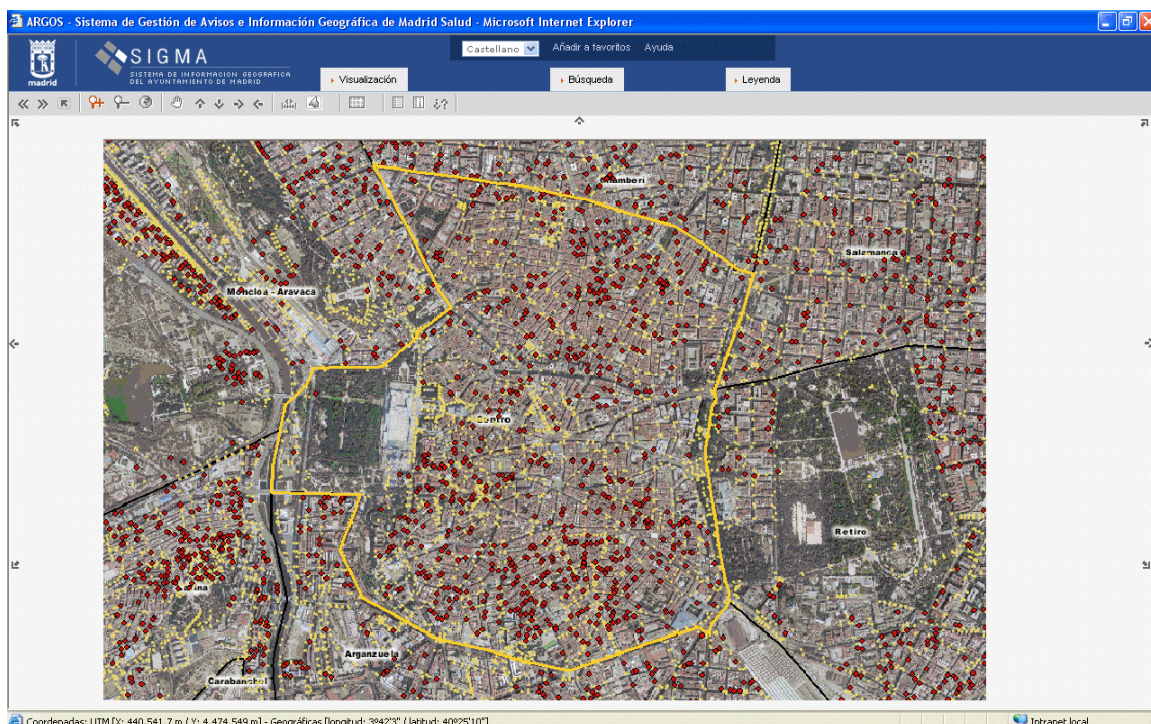 ARGOS - Sistema de Gestión de Avisos e Información Geográfica de Madrid Salud - Microsoft Internet Explorer
madrid
SIGMA
SISTEMA DE INFORMACION GEOGRAFICA
DEL AYUNTAMIENTO DE MADRID
Castellano
Añadir a favoritos
Ayuda
Visualización
Búsqueda
Leyenda
Salamanca
Moncloa - Aravaca
Retiro
Arganzuela
Carabanchel
Coordenadas: UTM [X: 440.541,7 m / Y: 4.474.549 m] - Geográficas [longitud: 3º42'3" / latitud: 40º25'10"]
Intranet local